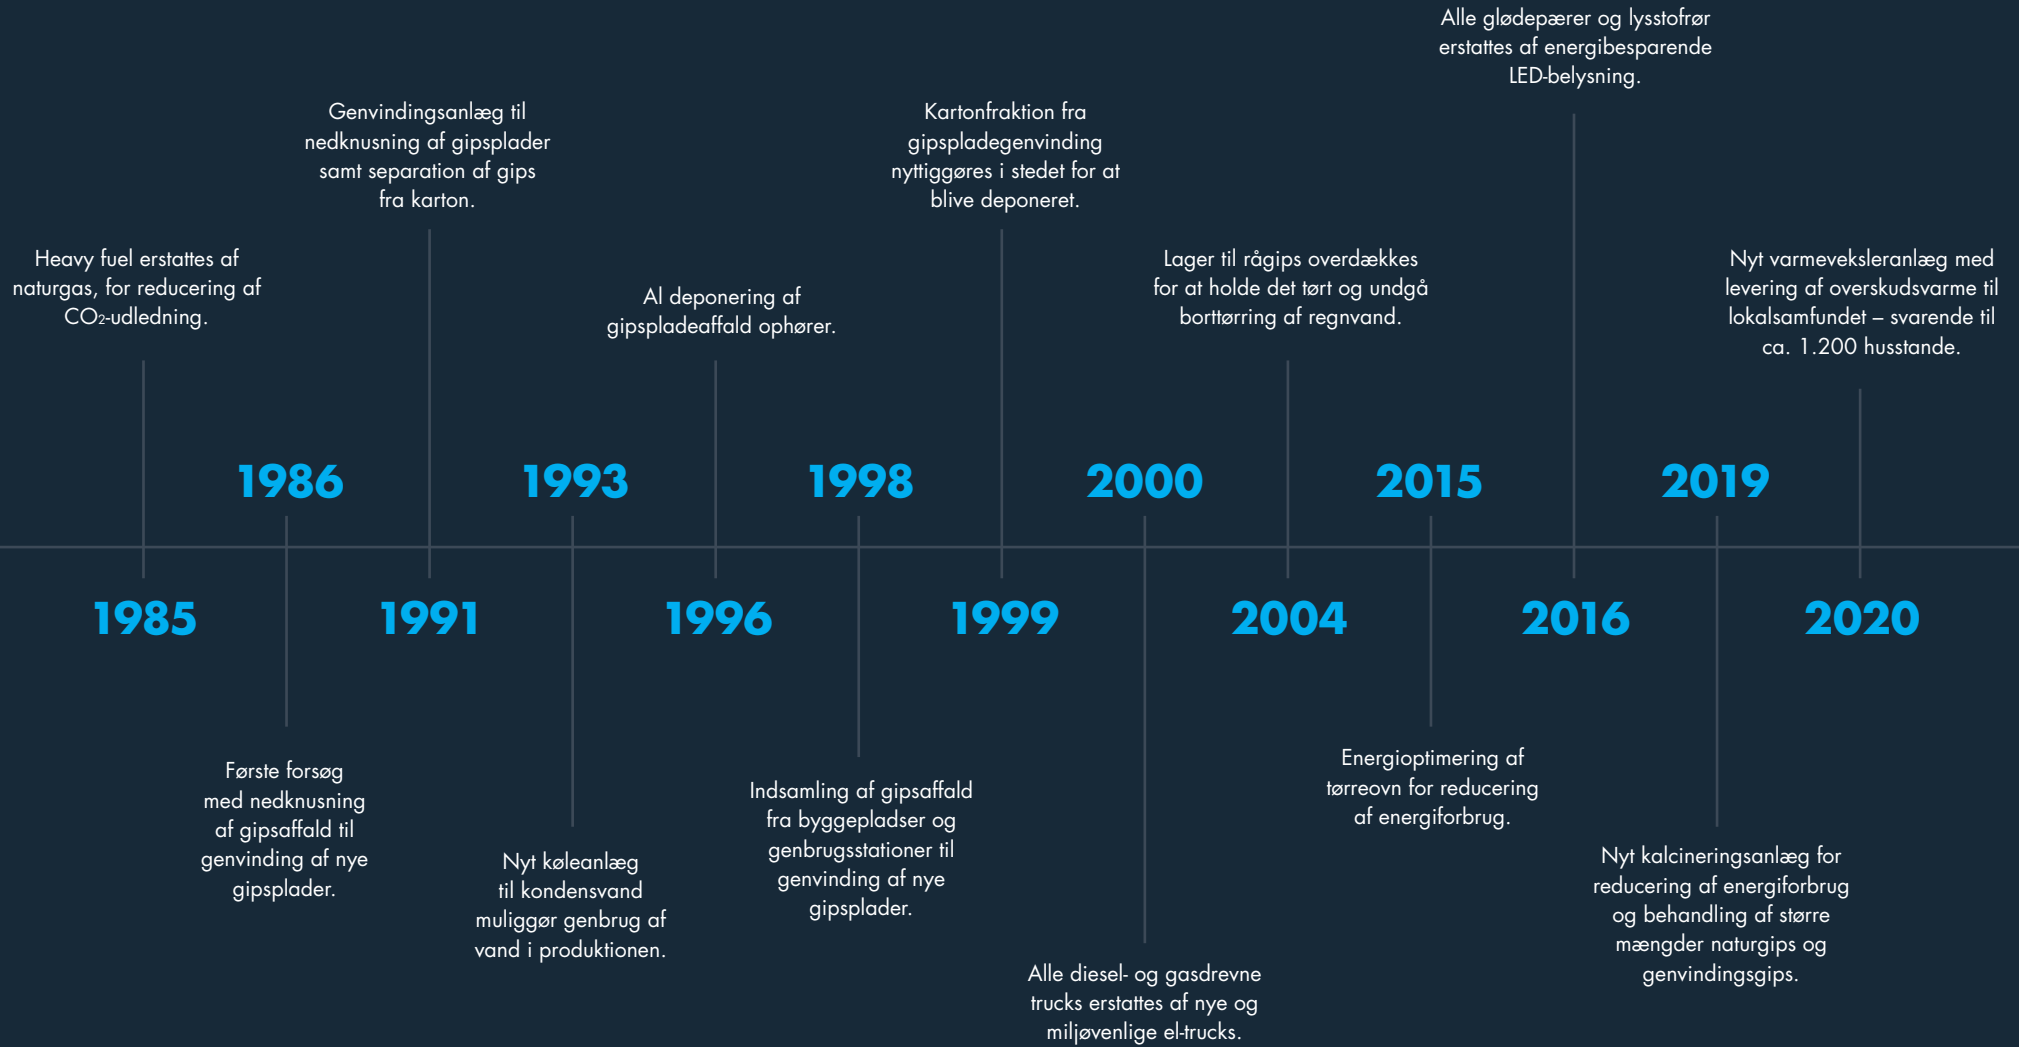 1985
Heavy fuel erstattes af
naturgas, for reducering af
CO₂-udledning.
1986
Første forsøg
med nedknusning
af gipsaffald til
genvinding af nye
gipsplader.
1991
Genvindingsanlæg til
nedknusning af gipsplader
samt separation af gips
fra karton.
1993
Nyt køleanlæg
til kondensvand
muliggør genbrug af
vand i produktionen.
1996
Al deponering af
gipspladeaffald ophører.
1998
Indsamling af gipsaffald
fra byggepladser og
genbrugsstationer til
genvinding af nye
gipsplader.
1999
Kartonfraktion fra
gipspladegenvinding
nyttiggøres i stedet for at
blive deponeret.
2000
Alle diesel- og gasdrevne
trucks erstattes af nye og
miljøvenlige el-trucks.
2004
Lager til rågips overdækkes
for at holde det tørt og undgå
borttørring af regnvand.
2015
Energioptimering af
tørreovn for reducering
af energiforbrug.
2016
Alle glødepærer og lysstofrør
erstattes af energibesparende
LED-belysning.
2019
Nyt kalcineringsanlæg for
reducering af energiforbrug
og behandling af større
mængder naturgips og
genvindingsgips.
2020
Nyt varmeveksleranlæg med
levering af overskudsvarme til
lokalsamfundet – svarende til
ca. 1.200 husstande.